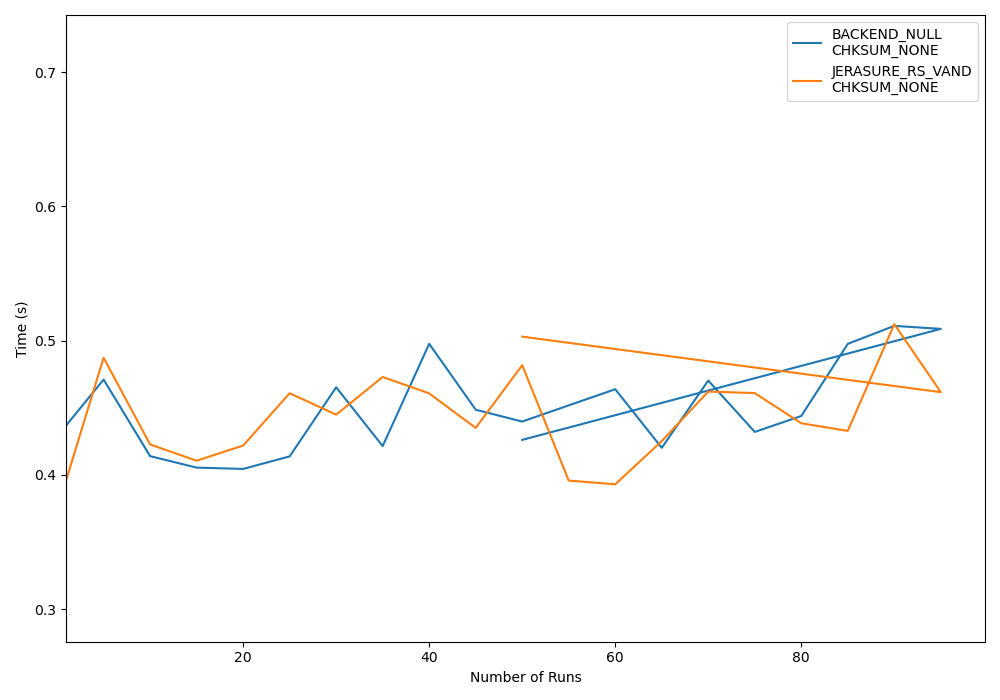 BACKEND_NULL
CHKSUM_NONE
JERASURE_RS_VAND
CHKSUM_NONE
0.7
0.6
0.5
0.4
0.3
Time (s)
20 40 60 80
Number of Runs